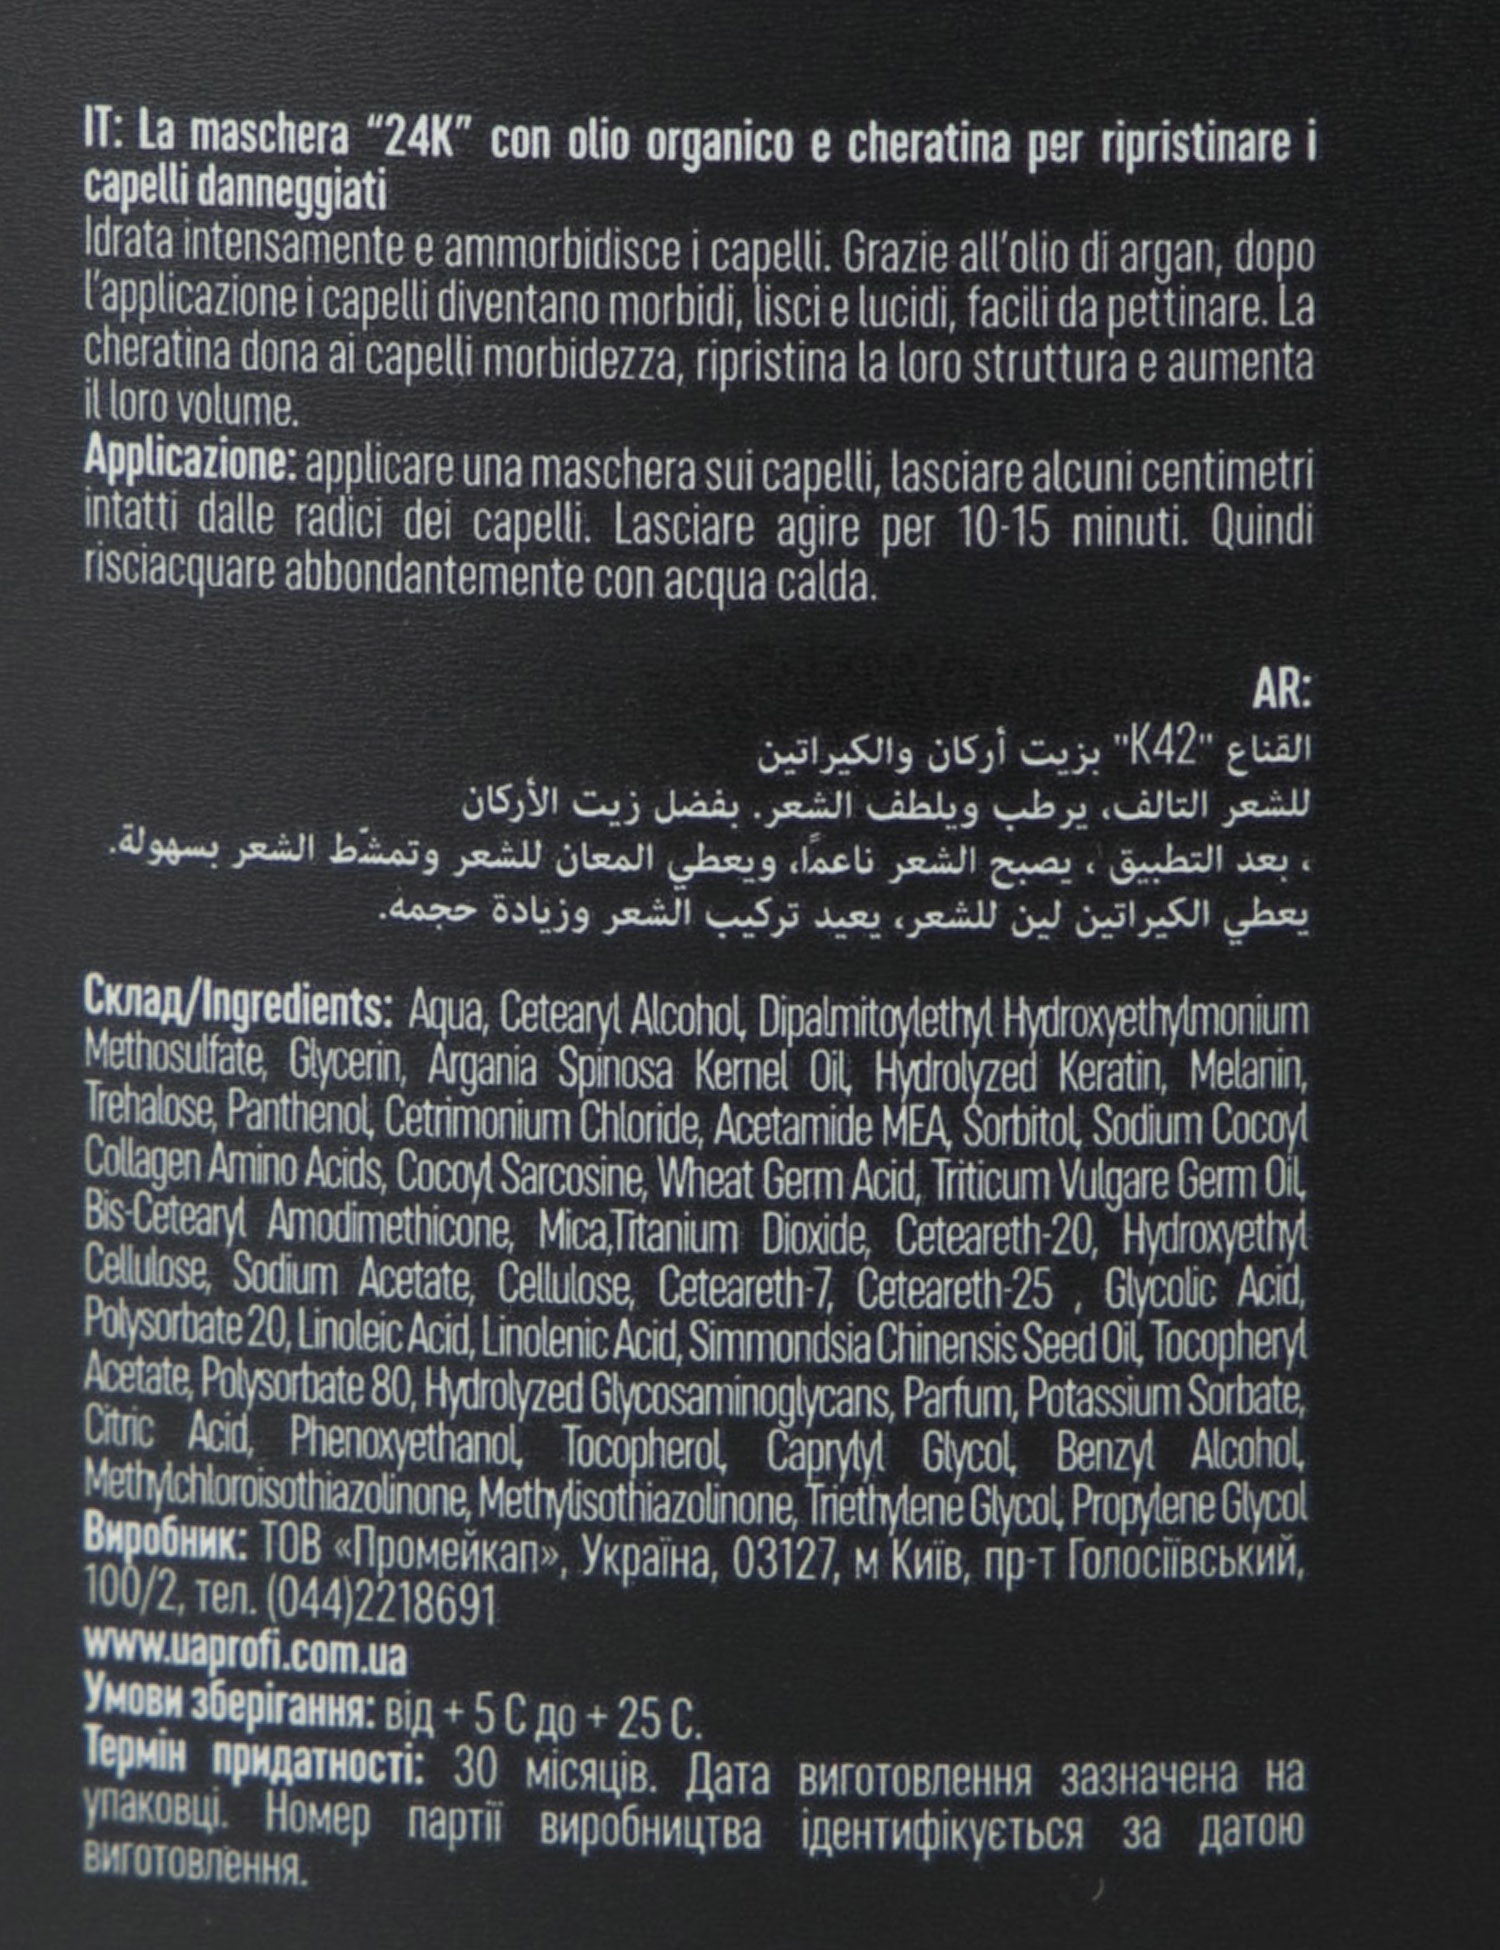 IT: La maschera “24K” con olio organico e cheratina per ripristinare i
capelli danneggiati
Idrata intensamente e ammorbidisce i capelli. Grazie all’olio di argan, dopo
l’applicazione i capelli diventano morbidi, lisci e lucidi, facili da pettinare. La
cheratina dona ai capelli morbidezza, ripristina la loro struttura e aumenta
il loro volume.
Applicazione: applicare una maschera sui capelli, lasciare alcuni centimetri
intatti dalle radici dei capelli. Lasciare agire per 10-15 minuti. Quindi
risciacquare abbondantemente con acqua calda.
AR:
القناع "K42" بزيت أركان والكيراتين
للشعر التالف، يرطب ويلطف الشعر. بفضل زيت الأركان
، بعد التطبيق ، يصبح الشعر ناعمًا، ويعطي المعان للشعر وتمشّط الشعر بسهولة.
يعطي الكيراتين لين للشعر، يعيد تركيب الشعر وزيادة حجمه.
Склад/Ingredients: Aqua, Cetearyl Alcohol, Dipalmitoylethyl Hydroxyethylmonium
Methosulfate, Glycerin, Argania Spinosa Kernel Oil, Hydrolyzed Keratin, Melanin,
Trehalose, Panthenol, Cetrimonium Chloride, Acetamide MEA, Sorbitol, Sodium Cocoyl
Collagen Amino Acids, Cocoyl Sarcosine, Wheat Germ Acid, Triticum Vulgare Germ Oil,
Bis-Cetearyl Amodimethicone, Mica,Titanium Dioxide, Ceteareth-20, Hydroxyethyl
Cellulose, Sodium Acetate, Cellulose, Ceteareth-7, Ceteareth-25 , Glycolic Acid,
Polysorbate 20, Linoleic Acid, Linolenic Acid, Simmondsia Chinensis Seed Oil, Tocopheryl
Acetate, Polysorbate 80, Hydrolyzed Glycosaminoglycans, Parfum, Potassium Sorbate,
Citric Acid, Phenoxyethanol, Tocopherol, Caprylyl Glycol, Benzyl Alcohol,
Methylchloroisothiazolinone, Methylisothiazolinone, Triethylene Glycol, Propylene Glycol
Виробник: ТОВ «Промейкап», Україна, 03127, м Київ, пр-т Голосіївський,
100/2, тел. (044)2218691
www.uaprofi.com.ua
Умови зберігання: від + 5 С до + 25 С.
Термін придатності: 30 місяців. Дата виготовлення зазначена на
упаковці. Номер партії виробництва ідентифікується за датою
виготовлення.